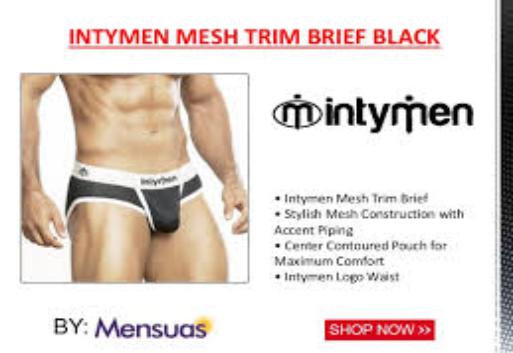 INTYMEN MESH TRIM BRIEF BLACK
intymen
intymen
• Intymen Mesh Trim Brief
• Stylish Mesh Construction with
Accent Piping
• Center Contoured Pouch for
Maximum Comfort
• Intymen Logo Waist
BY: Mensuas
SHOP NOW >>